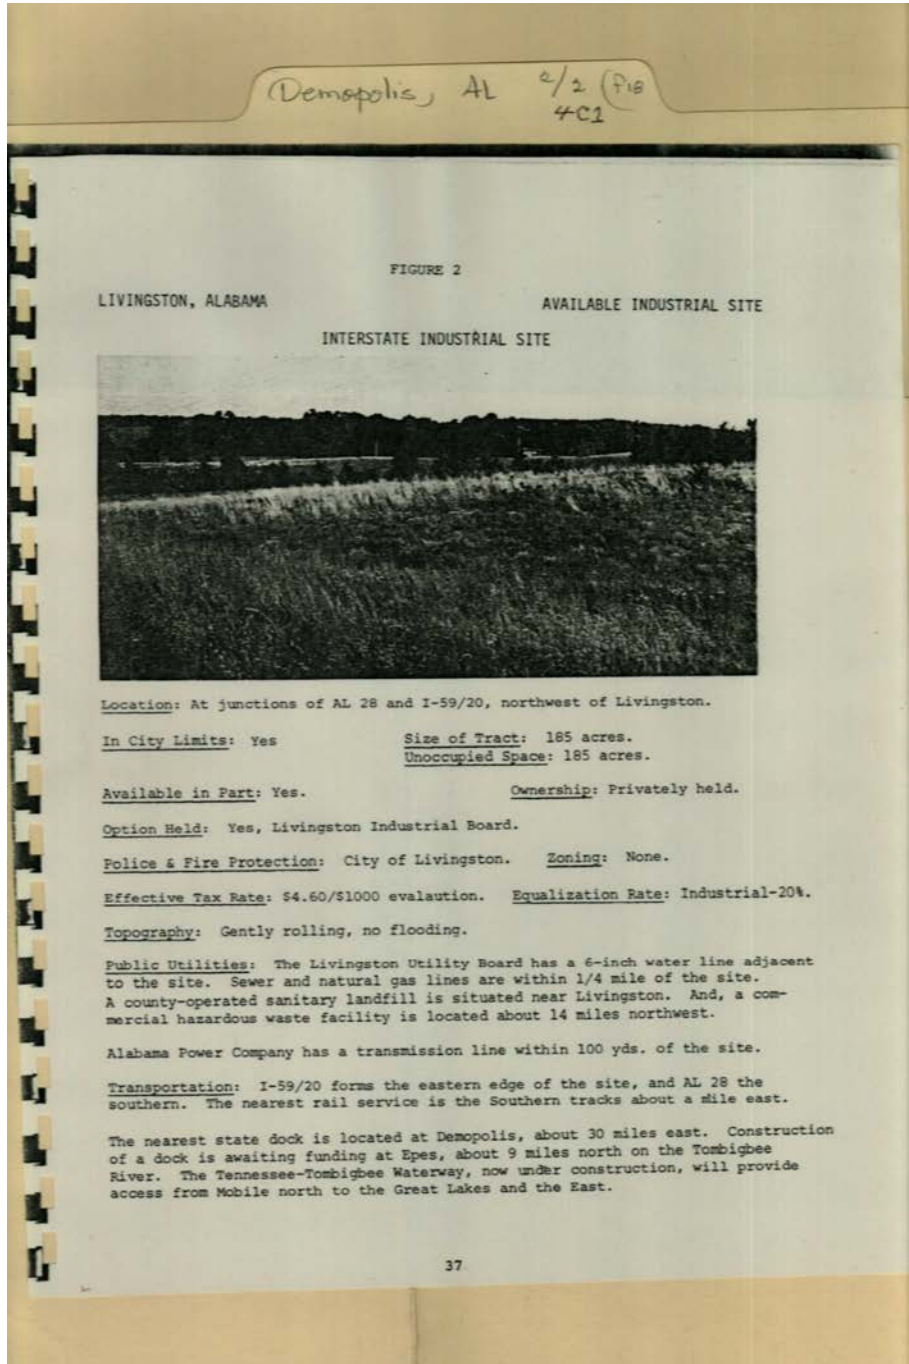 Demopolis, AL 2/2 (F18
4C1
FIGURE 2
LIVINGSTON, ALABAMA AVAILABLE INDUSTRIAL SITE
INTERSTATE INDUSTRIAL SITE
Location: At junctions of AL 28 and I-59/20, northwest of Livingston.
In City Limits: Yes Size of Tract: 185 acres.
Unoccupied Space: 185 acres.
Available in Part: Yes. Ownership: Privately held.
Option Held: Yes, Livingston Industrial Board.
Police & Fire Protection: City of Livingston. Zoning: None.
Effective Tax Rate: $4.60/$1000 evalaution. Equalization Rate: Industrial-20%.
Topography: Gently rolling, no flooding.
Public Utilities: The Livingston Utility Board has a 6-inch water line adjacent
to the site. Sewer and natural gas lines are within 1/4 mile of the site.
A county-operated sanitary landfill is situated near Livingston. And, a com-
mercial hazardous waste facility is located about 14 miles northwest.
Alabama Power Company has a transmission line within 100 yds. of the site.
Transportation: I-59/20 forms the eastern edge of the site, and AL 28 the
southern. The nearest rail service is the Southern tracks about a mile east.
The nearest state dock is located at Demopolis, about 30 miles east. Construction
of a dock is awaiting funding at Epes, about 9 miles north on the Tombigbee
River. The Tennessee-Tombigbee Waterway, now under construction, will provide
access from Mobile north to the Great Lakes and the East.
37